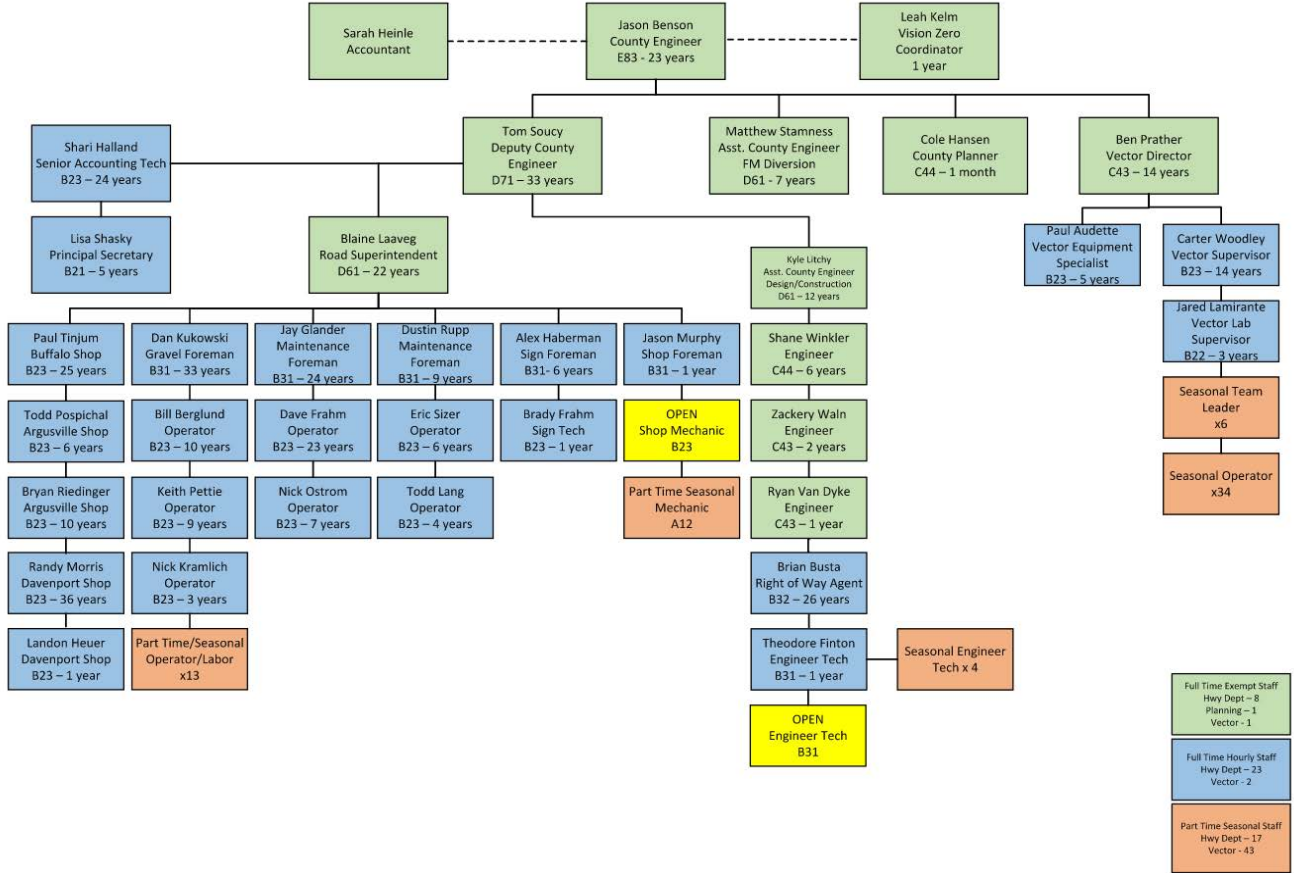 Sarah Heinle
Accountant
Jason Benson
County Engineer
E83 - 23 years
Leah Kelm
Vision Zero
Coordinator
1 year
Shari Halland
Senior Accounting Tech
B23 – 24 years
Tom Soucy
Deputy County
Engineer
D71 – 33 years
Matthew Stamness
Asst. County Engineer
FM Diversion
D61 - 7 years
Cole Hansen
County Planner
C44 – 1 month
Ben Prather
Vector Director
C43 – 14 years
Lisa Shasky
Principal Secretary
B21 – 5 years
Blaine Laaveg
Road Superintendent
D61 – 22 years
Kyle Litchy
Asst. County Engineer
Design/Construction
D61 – 12 years
Paul Audette
Vector Equipment
Specialist
B23 – 5 years
Carter Woodley
Vector Supervisor
B23 – 14 years
Paul Tinjum
Buffalo Shop
B23 – 25 years
Dan Kukowski
Gravel Foreman
B31 – 33 years
Jay Glander
Maintenance
Foreman
B31 – 24 years
Dustin Rupp
Maintenance
Foreman
B31 – 9 years
Alex Haberman
Sign Foreman
B31- 6 years
Jason Murphy
Shop Foreman
B31 – 1 year
Shane Winkler
Engineer
C44 – 6 years
Jared Lamirante
Vector Lab
Supervisor
B22 – 3 years
Todd Pospichal
Argusville Shop
B23 – 6 years
Bill Berglund
Operator
B23 – 10 years
Dave Frahm
Operator
B23 – 23 years
Eric Sizer
Operator
B23 – 6 years
Brady Frahm
Sign Tech
B23 – 1 year
OPEN
Shop Mechanic
B23
Zackery Waln
Engineer
C43 – 2 years
Seasonal Team
Leader
x6
Bryan Riedinger
Argusville Shop
B23 – 10 years
Keith Pettie
Operator
B23 – 9 years
Nick Ostrom
Operator
B23 – 7 years
Todd Lang
Operator
B23 – 4 years
Part Time Seasonal
Mechanic
A12
Ryan Van Dyke
Engineer
C43 – 1 year
Seasonal Operator
x34
Randy Morris
Davenport Shop
B23 – 36 years
Nick Kramlich
Operator
B23 – 3 years
Brian Busta
Right of Way Agent
B32 – 26 years
Landon Heuer
Davenport Shop
B23 – 1 year
Part Time/Seasonal
Operator/Labor
x13
Theodore Finton
Engineer Tech
B31 – 1 year
Seasonal Engineer
Tech x 4
OPEN
Engineer Tech
B31
Full Time Exempt Staff
Hwy Dept – 8
Planning – 1
Vector - 1
Full Time Hourly Staff
Hwy Dept – 23
Vector - 2
Part Time Seasonal Staff
Hwy Dept – 17
Vector - 43